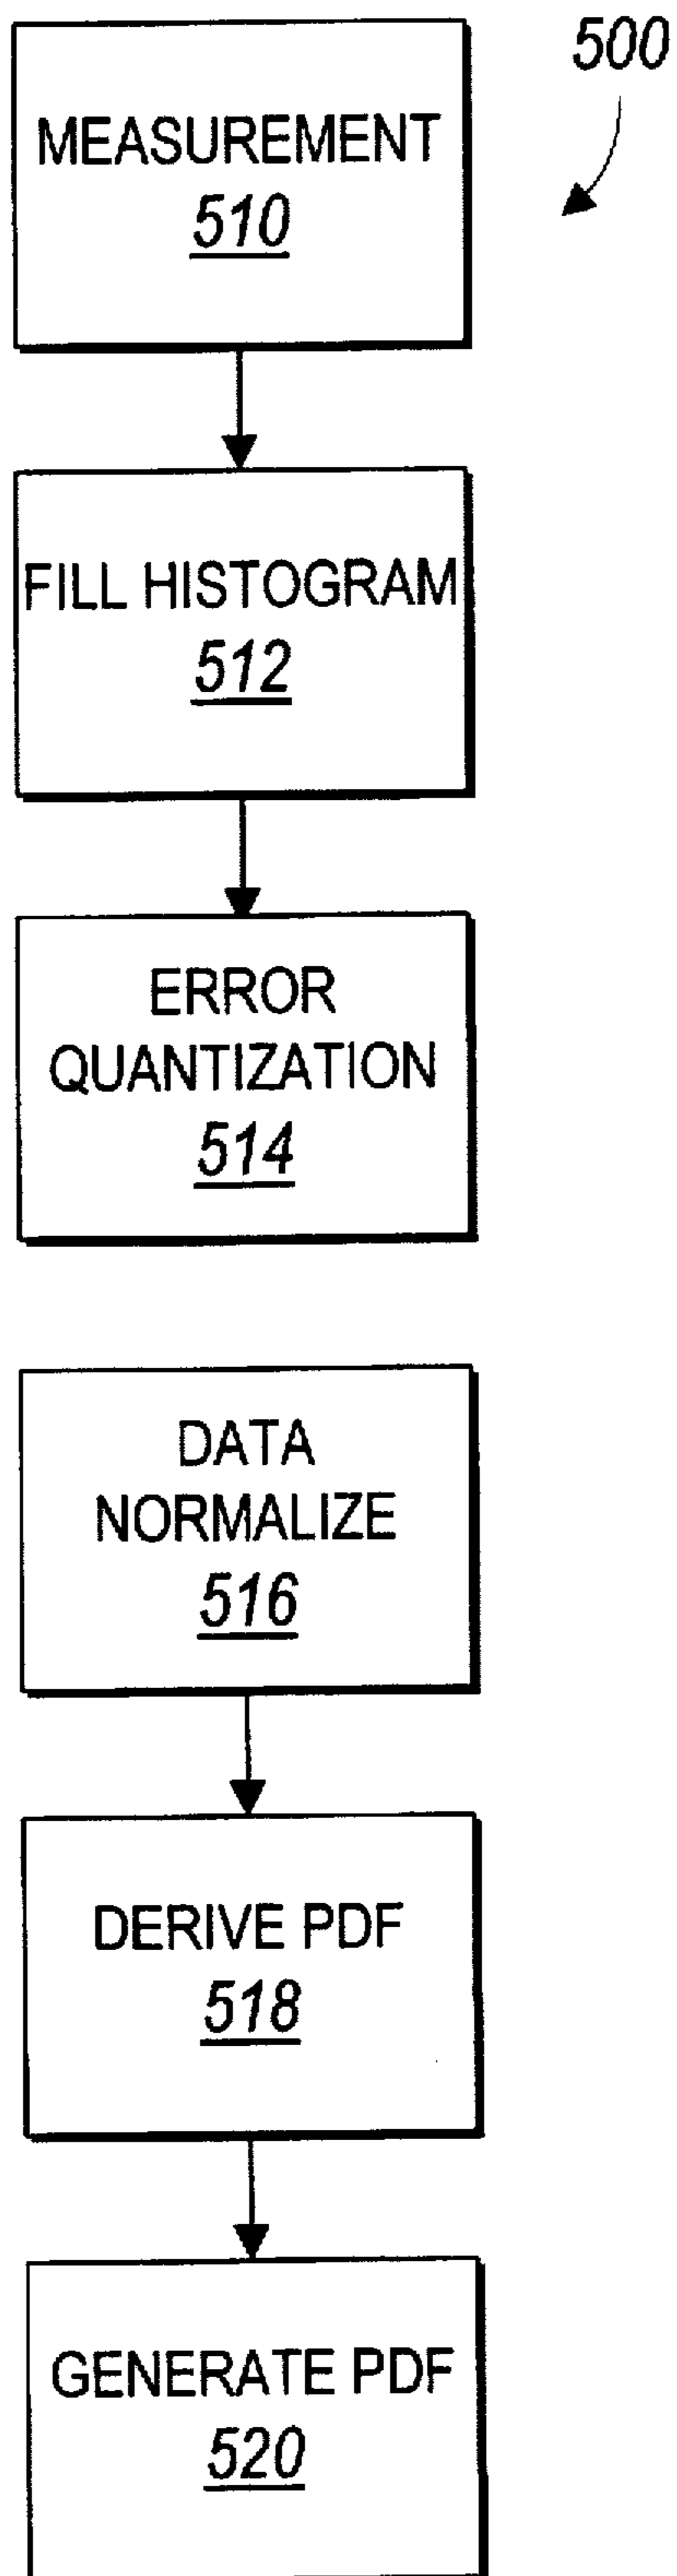 500
MEASUREMENT
510
FILL HISTOGRAM
512
ERROR
QUANTIZATION
514
DATA
NORMALIZE
516
DERIVE PDF
518
GENERATE PDF
520